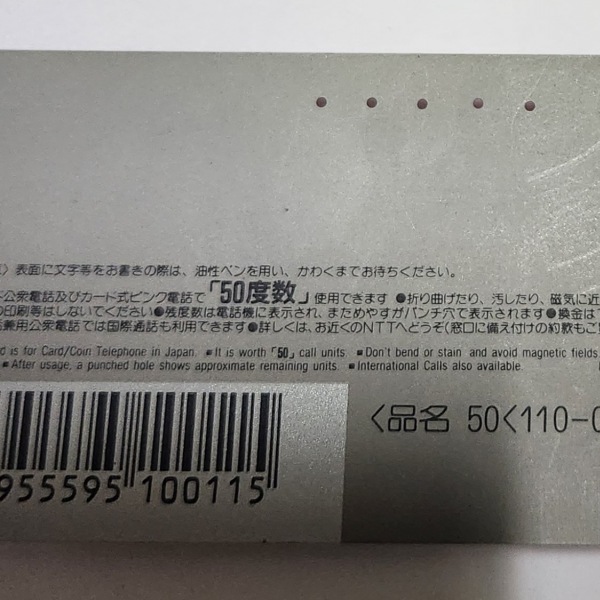 〉表面に文字等をお書きの際は、油性ペンを用い、かわくまでお待ちください。
公衆電話及びカード式ピンク電話で「50度数」使用できます ●折り曲げたり、汚したり、磁気に近
の印刷等はしないでください ●残度数は電話機に表示され、まためやすがパンチ穴で表示されます ●換金は
兼用公衆電話では国際通話も利用できます ●詳しくは、お近くのNTTへどうぞ（窓口に備えつけの約款もご覧
d is for Card/Coin Telephone in Japan. ■It is worth「50」call units. ■Don't bend or stain and avoid magnetic fields,
■After usage, a punched hole shows approximate remaining units. ■International Calls also available.
〈品名 50〈110-0
955595 100115